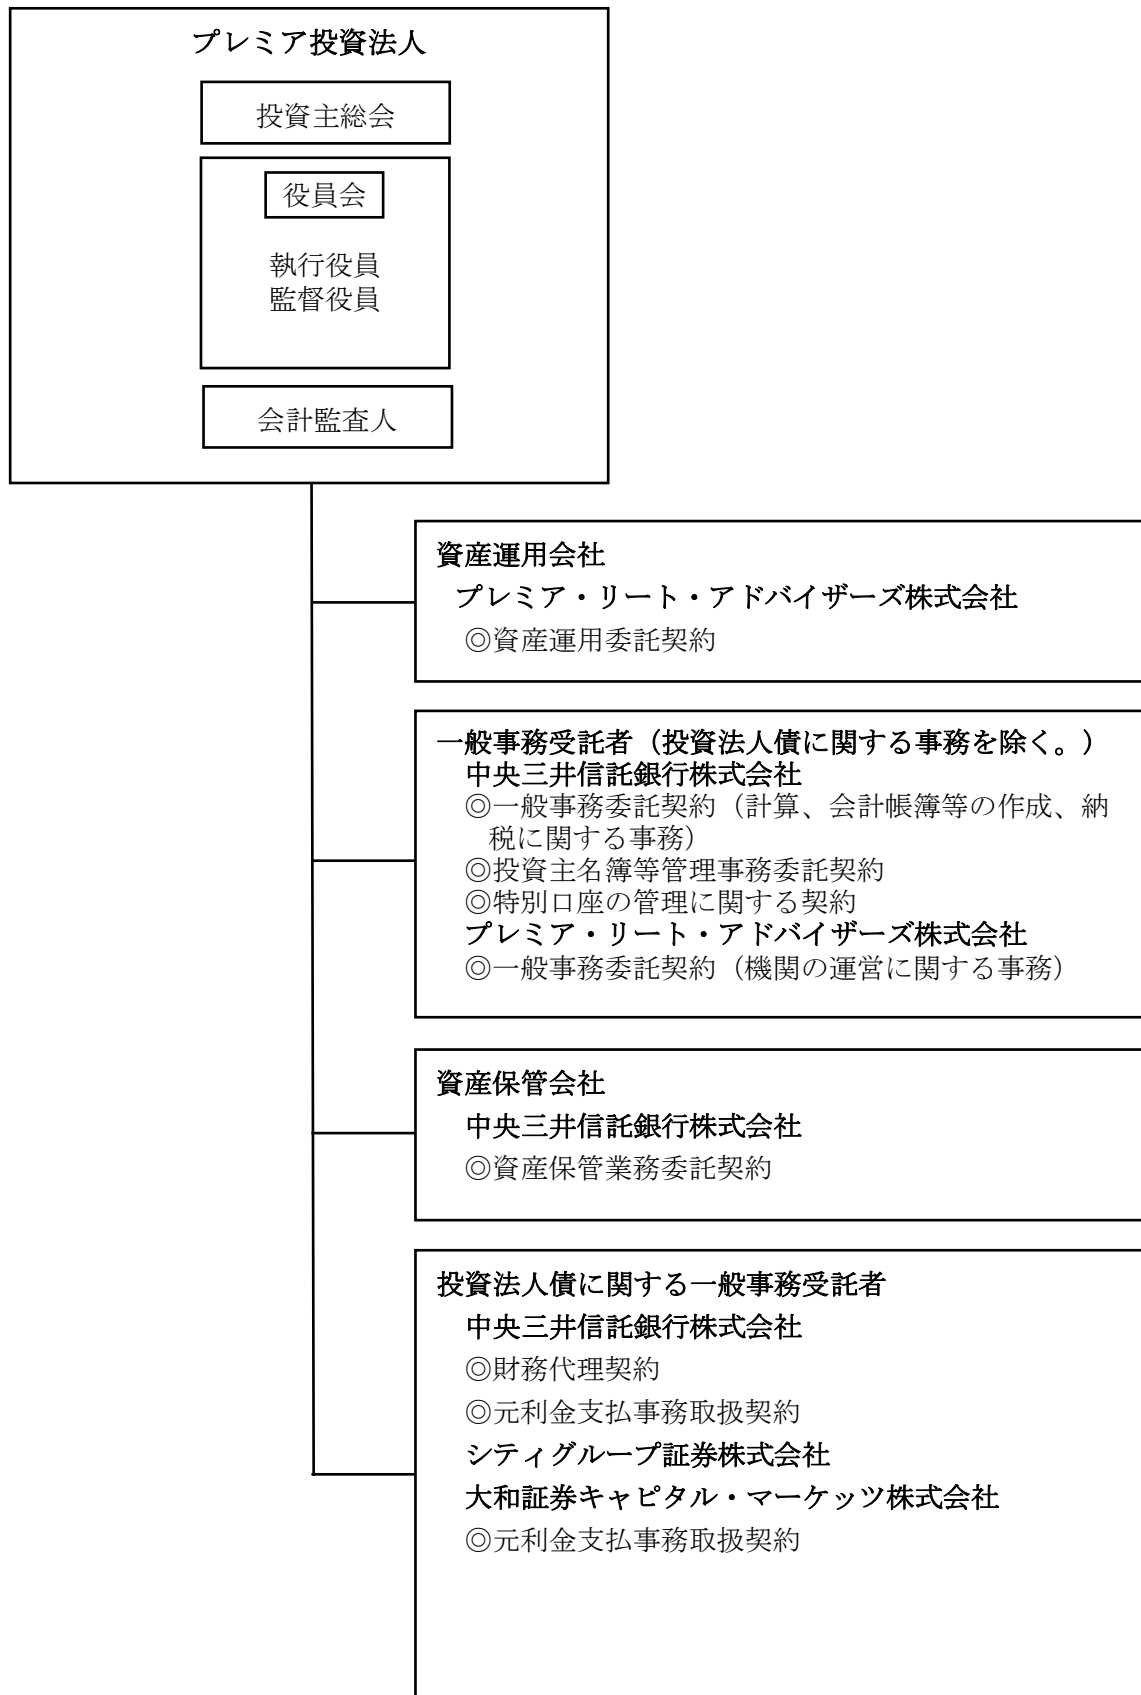 プレミア投資法人
投資主総会
役員会
執行役員
監督役員
会計監査人
資産運用会社
プレミア・リート・アドバイザーズ株式会社
◎資産運用委託契約
一般事務受託者（投資法人債に関する事務を除く。）
中央三井信託銀行株式会社
◎一般事務委託契約（計算、会計帳簿等の作成、納
税に関する事務）
◎投資主名簿等管理事務委託契約
◎特別口座の管理に関する契約
プレミア・リート・アドバイザーズ株式会社
◎一般事務委託契約（機関の運営に関する事務）
資産保管会社
中央三井信託銀行株式会社
◎資産保管業務委託契約
投資法人債に関する一般事務受託者
中央三井信託銀行株式会社
◎財務代理契約
◎元利金支払事務取扱契約
シティグループ証券株式会社
大和証券キャピタル・マーケッツ株式会社
◎元利金支払事務取扱契約